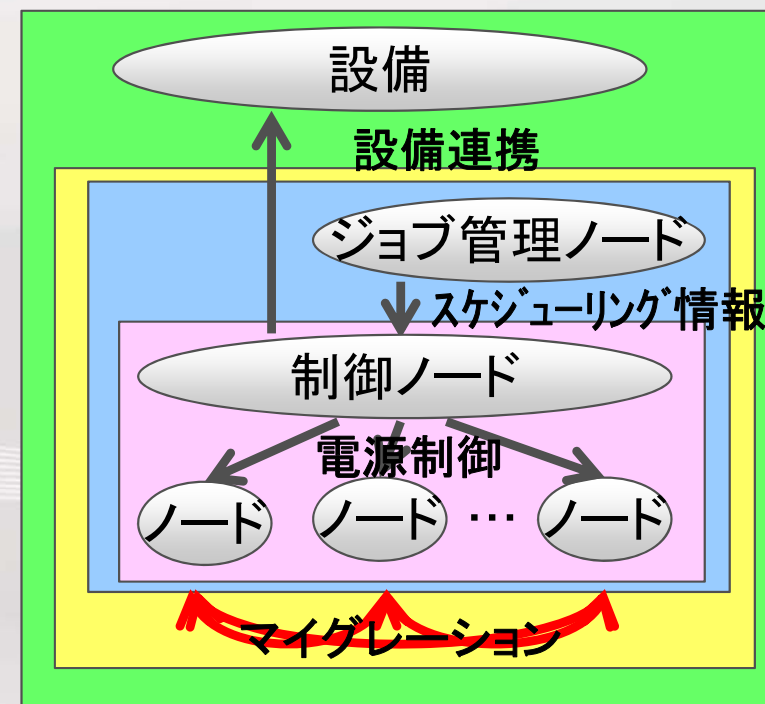 設備
設備連携
ジョブ管理ノード
スケジューリング情報
制御ノード
電源制御
ノード ノード … ノード
マイグレーション